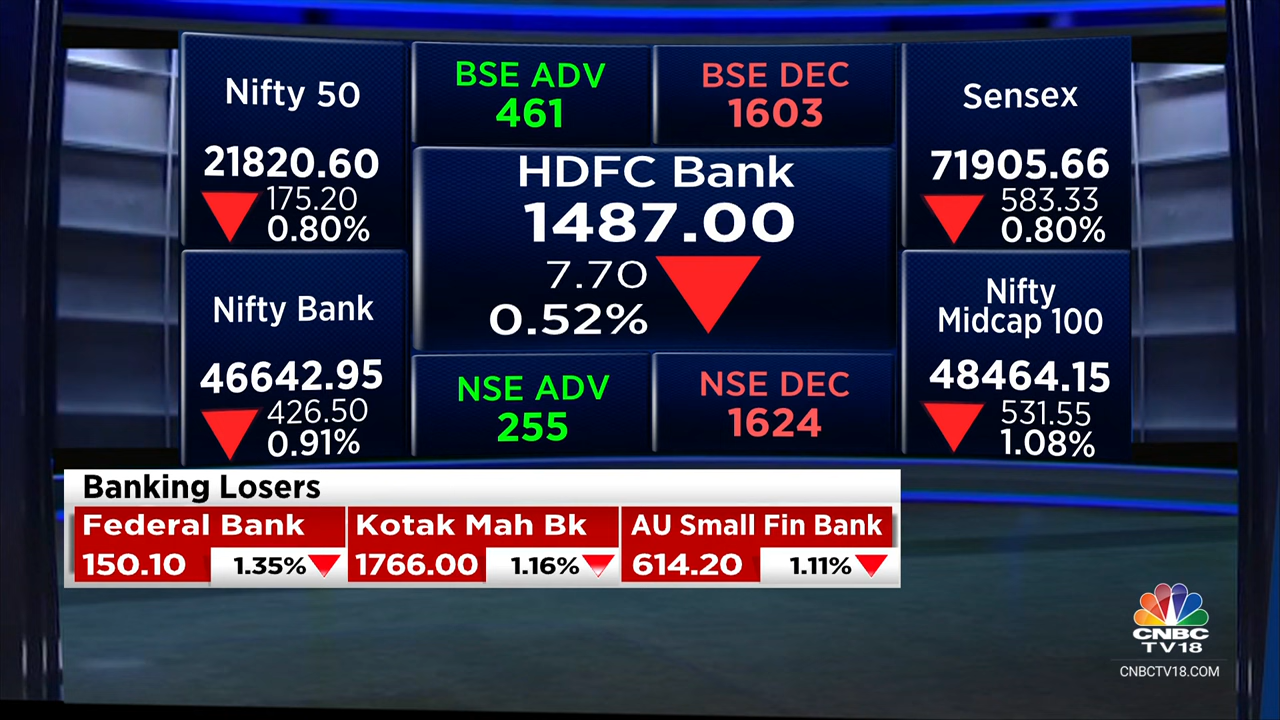 Nifty 50
21820.60
175.20
0.80%
BSE ADV
461
BSE DEC
1603
Sensex
71905.66
583.33
0.80%
HDFC Bank
1487.00
7.70
0.52%
Nifty Bank
46642.95
426.50
0.91%
NSE ADV
255
NSE DEC
1624
Nifty
Midcap 100
48464.15
531.55
1.08%
Banking Losers
Federal Bank
150.10 1.35%
Kotak Mah Bk
1766.00 1.16%
AU Small Fin Bank
614.20 1.11%
CNBC
TV18
CNBCTV18.COM